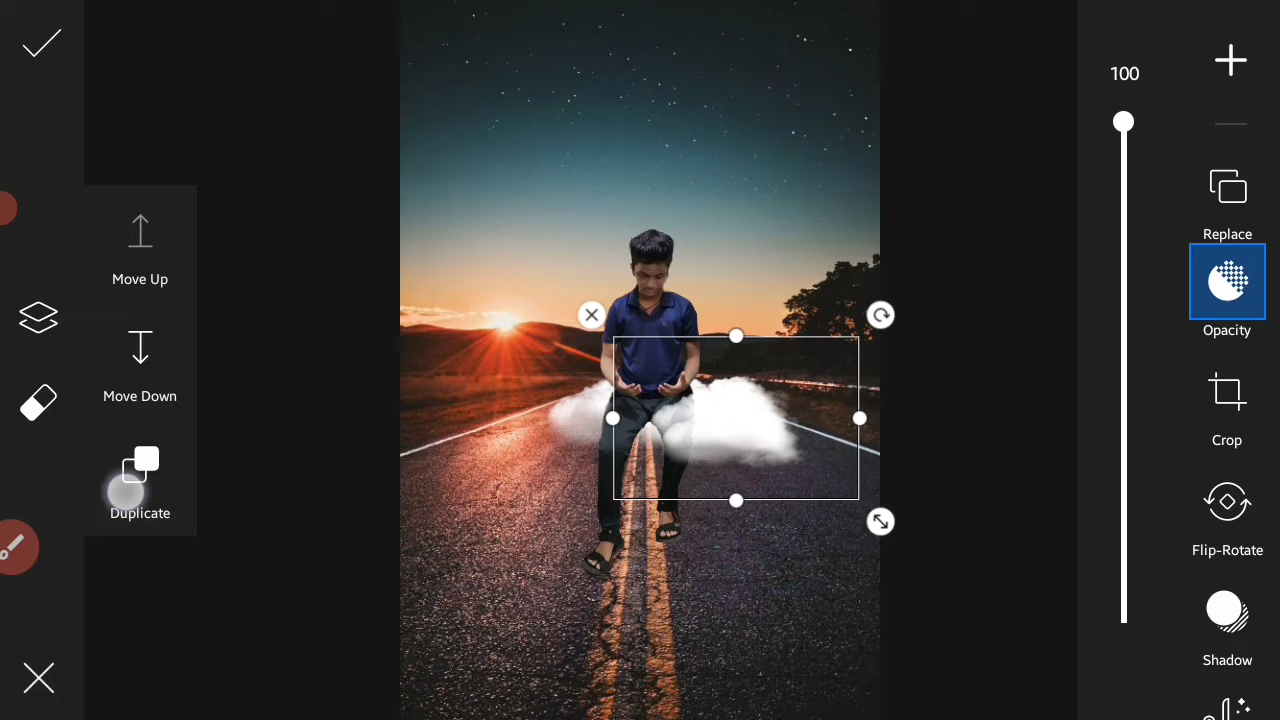 100
Move Up
Move Down
Duplicate
Replace
Opacity
Crop
Flip-Rotate
Shadow